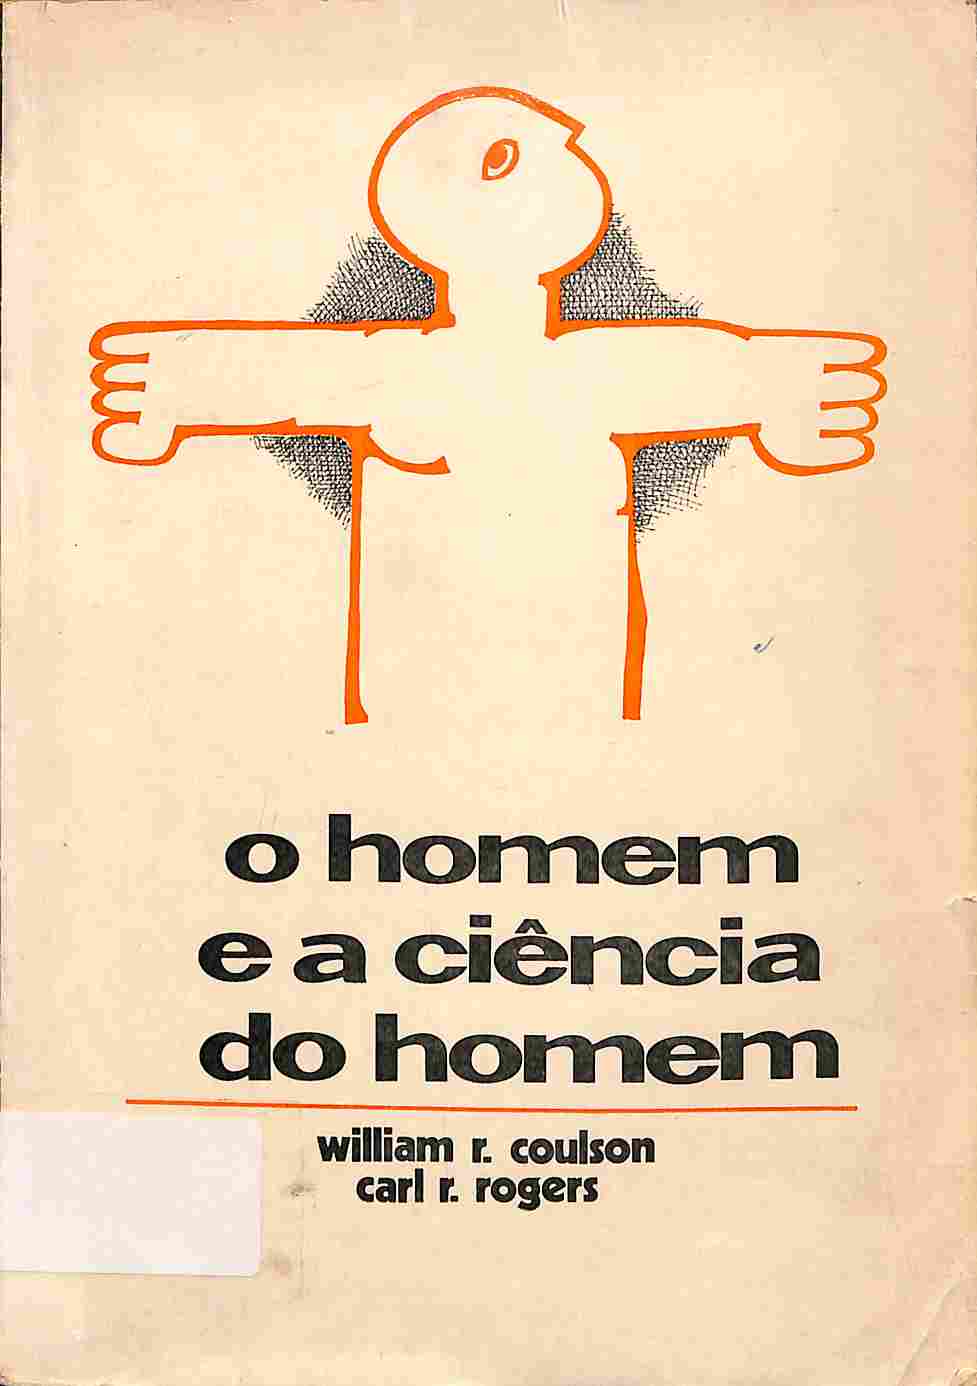 o homem
e a ciência
do homem
william r. coulson
carl r. rogers